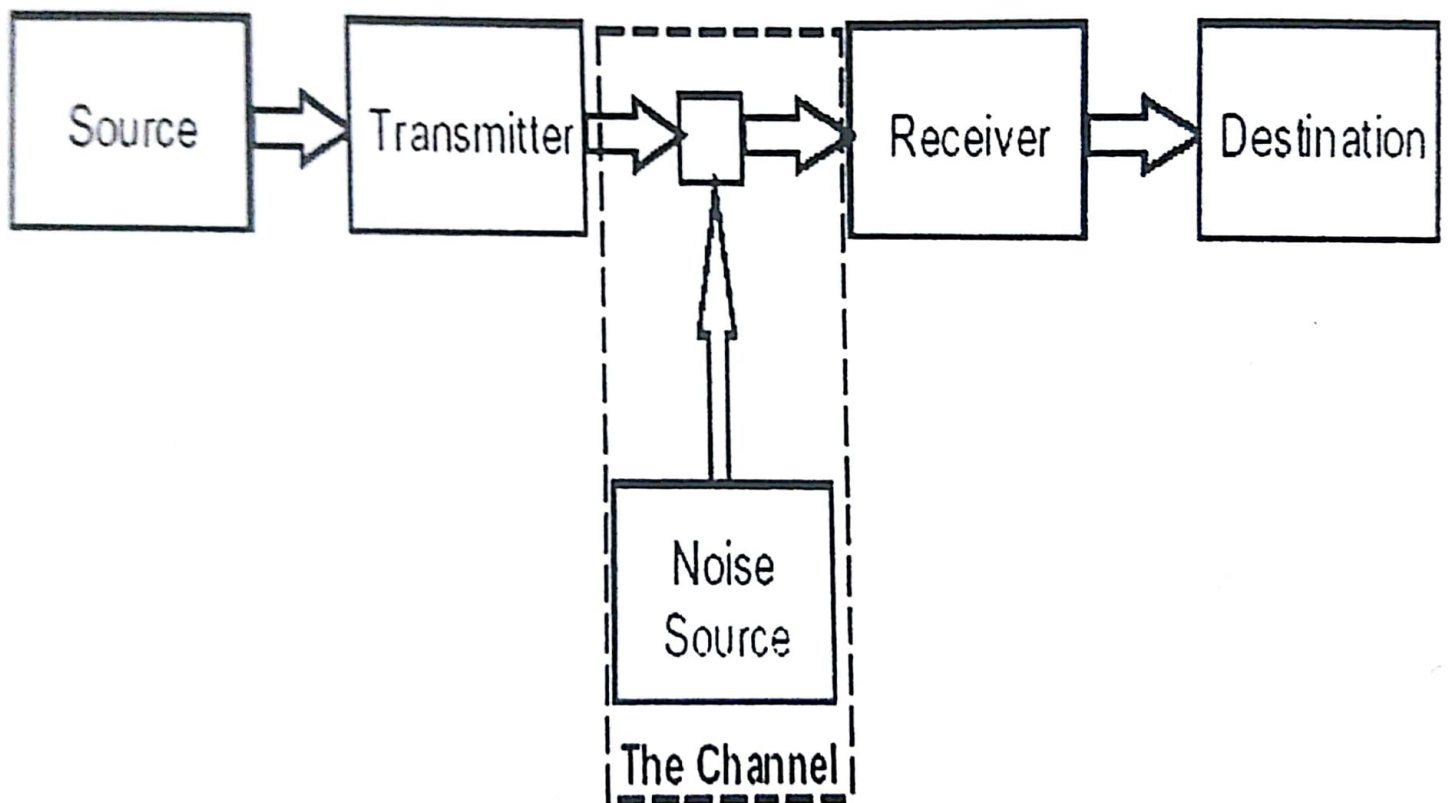 Source
Transmitter
Receiver
Destination
Noise
Source
The Channel